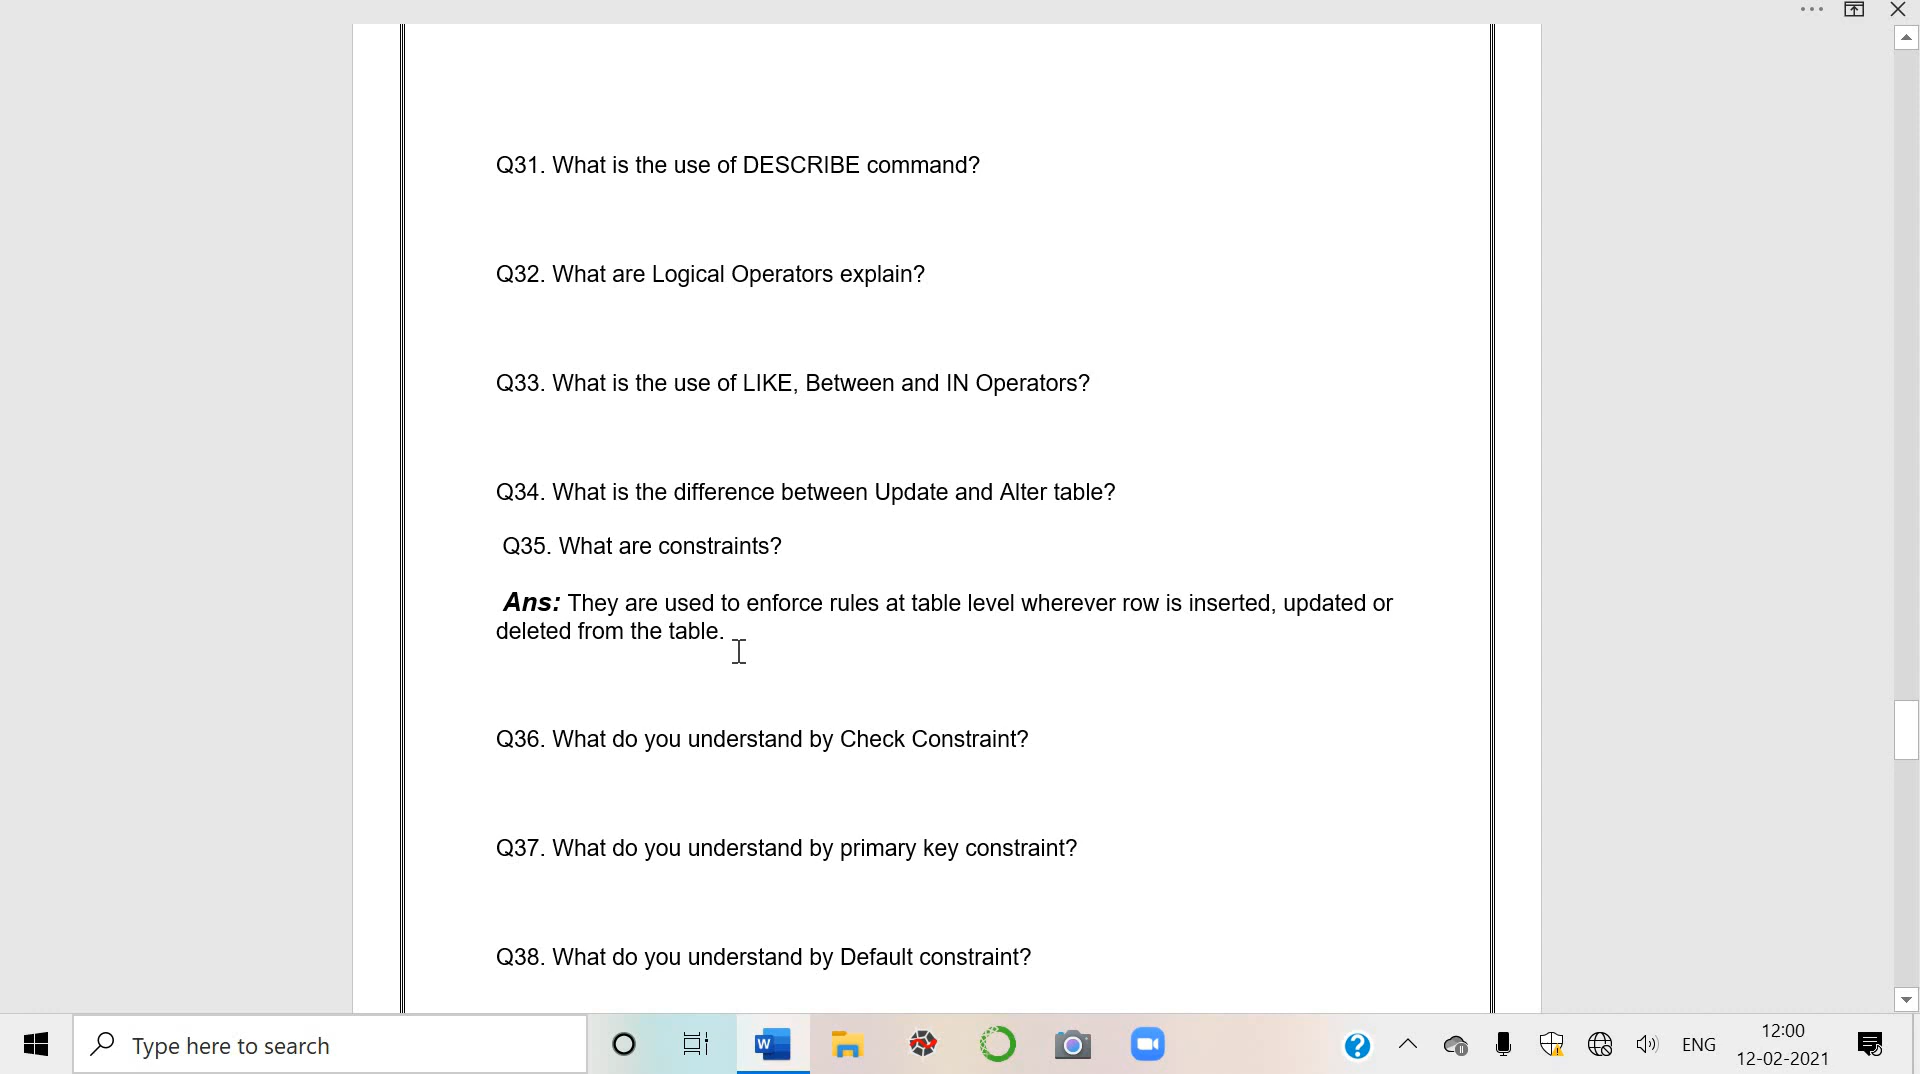 Q31. What is the use of DESCRIBE command?
Q32. What are Logical Operators explain?
Q33. What is the use of LIKE, Between and IN Operators?
Q34. What is the difference between Update and Alter table?
Q35. What are constraints?
Ans: They are used to enforce rules at table level wherever row is inserted, updated or
deleted from the table.
Q36. What do you understand by Check Constraint?
Q37. What do you understand by primary key constraint?
Q38. What do you understand by Default constraint?
Type here to search
ENG
12:00
12-02-2021